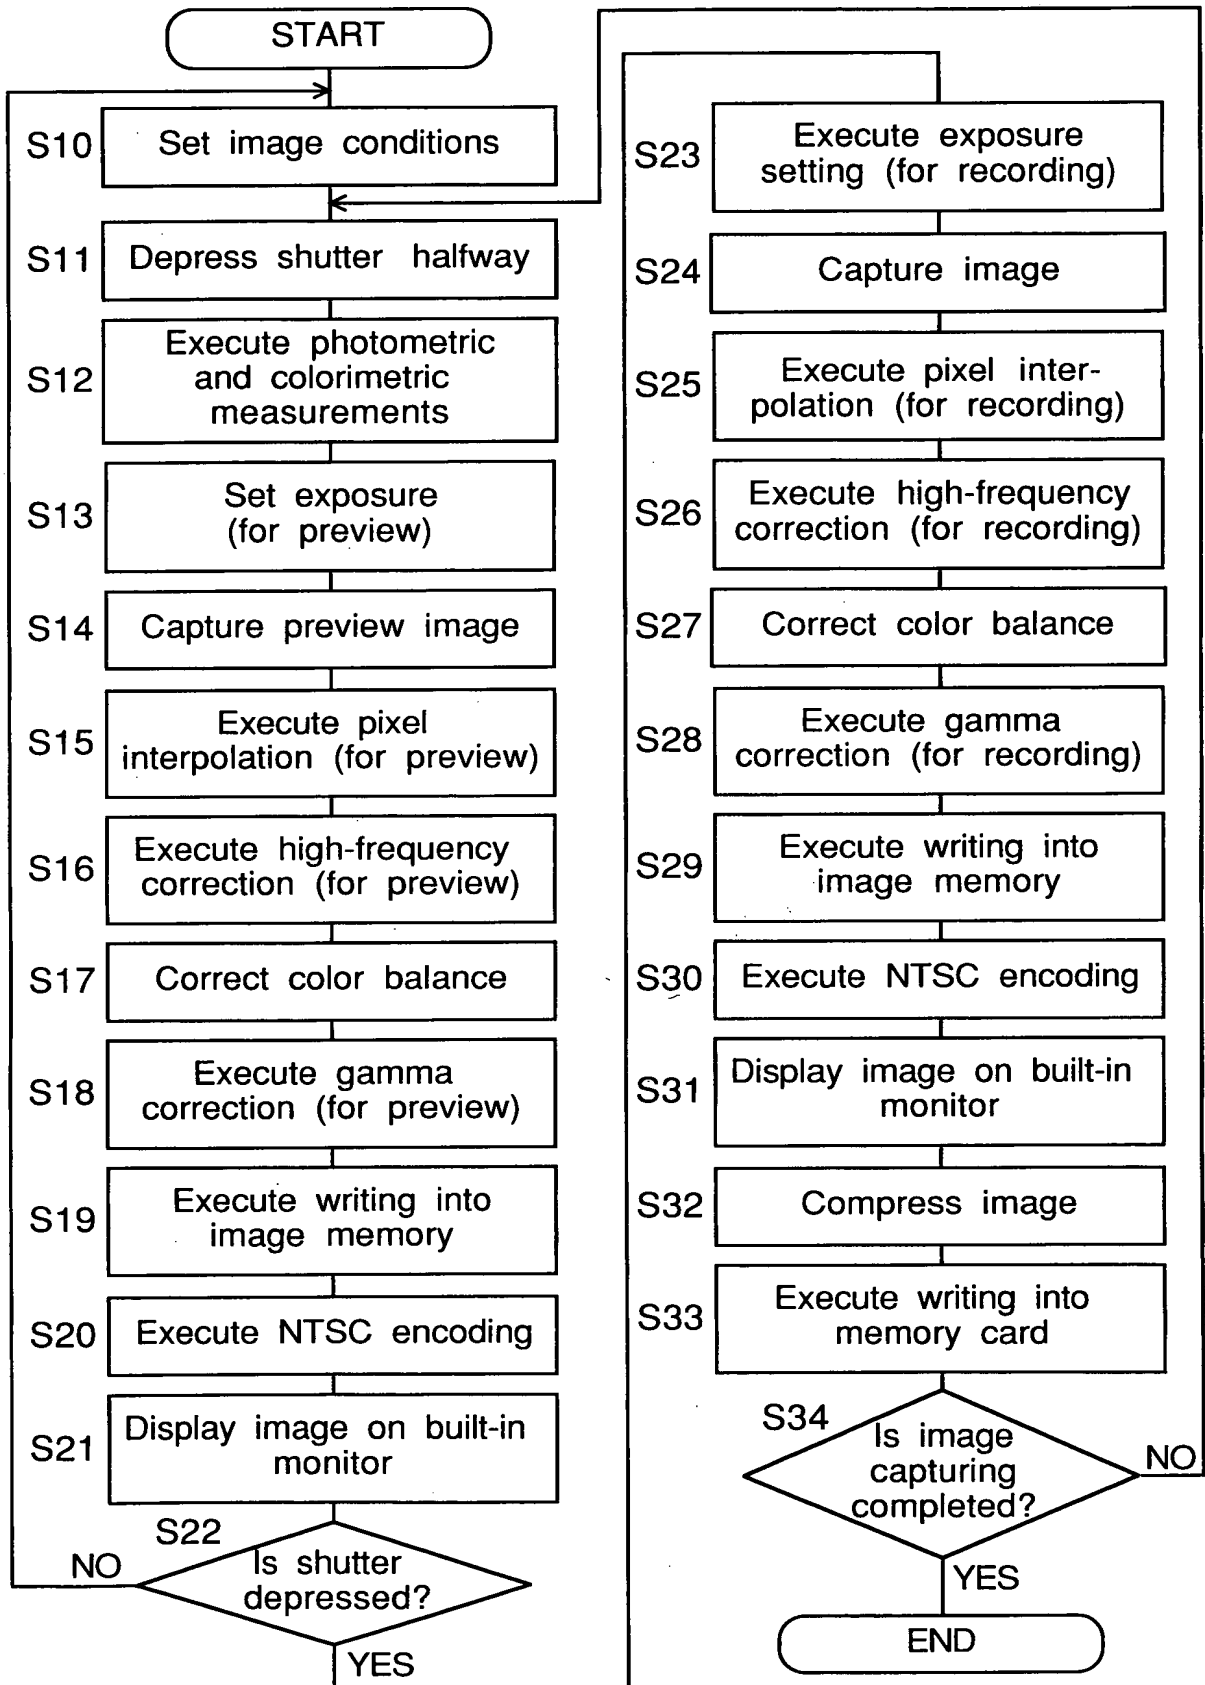 START
S10
Set image conditions
S11
Depress shutter halfway
S12
Execute photometric
and colorimetric
measurements
S13
Set exposure
(for preview)
S14
Capture preview image
S15
Execute pixel
interpolation (for preview)
S16
Execute high-frequency
correction (for preview)
S17
Correct color balance
S18
Execute gamma
correction (for preview)
S19
Execute writing into
image memory
S20
Execute NTSC encoding
S21
Display image on built-in
monitor
S22
Is shutter
depressed?
NO
YES
S23
Execute exposure
setting (for recording)
S24
Capture image
S25
Execute pixel inter-
polation (for recording)
S26
Execute high-frequency
correction (for recording)
S27
Correct color balance
S28
Execute gamma
correction (for recording)
S29
Execute writing into
image memory
S30
Execute NTSC encoding
S31
Display image on built-in
monitor
S32
Compress image
S33
Execute writing into
memory card
S34
Is image
capturing
completed?
NO
YES
END